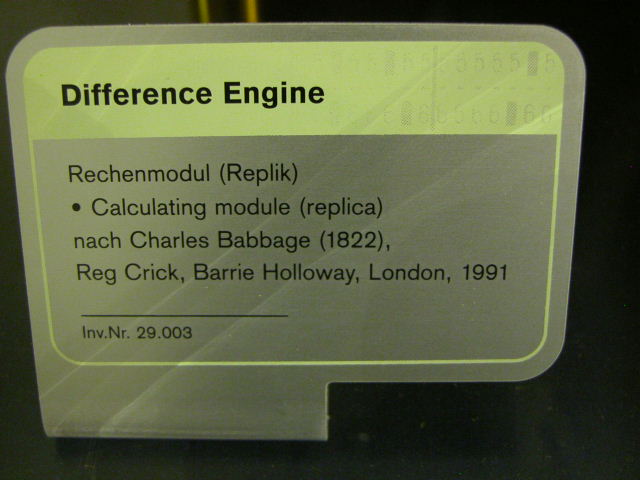 Difference Engine
Rechenmodul (Replik)
• Calculating module (replica)
nach Charles Babbage (1822),
Reg Crick, Barrie Holloway, London, 1991
Inv.Nr. 29.003